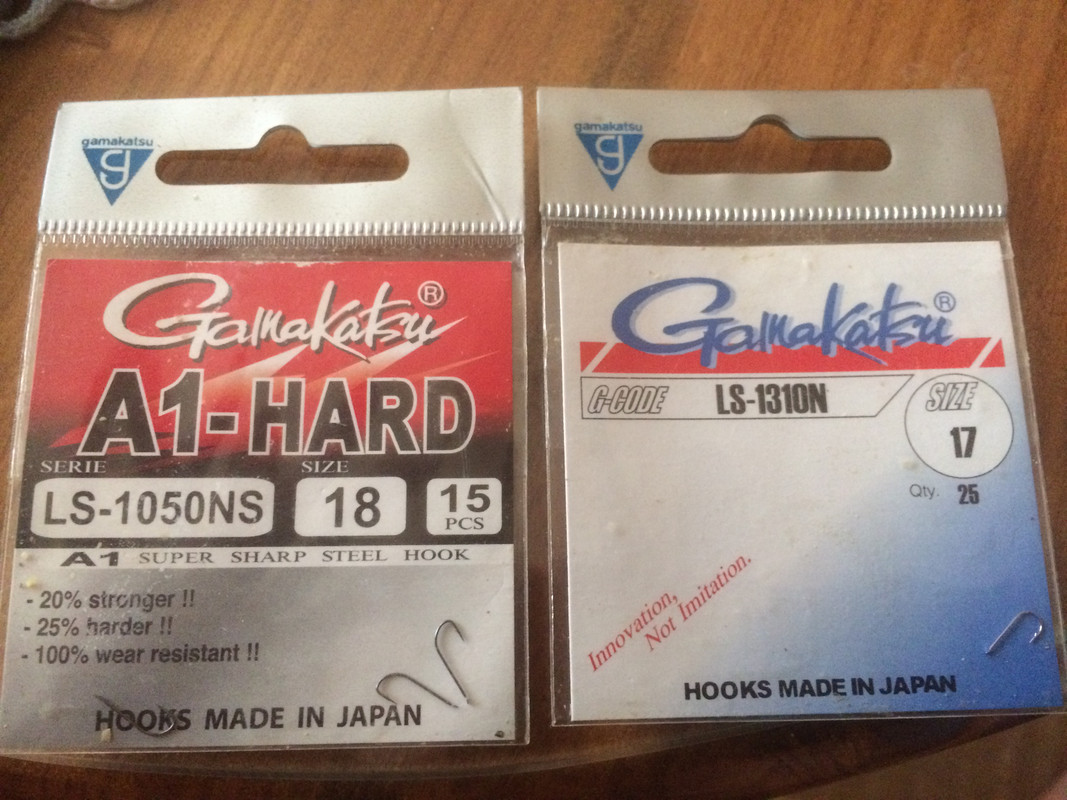 gamakatsu
g
Gamakatsu®
A1-HARD
SERIE
SIZE
LS-1050NS
18
15
PCS
A1 SUPER SHARP STEEL HOOK
- 20% stronger !!
- 25% harder !!
- 100% wear resistant !!
HOOKS MADE IN JAPAN
gamakatsu
g
Gamakatsu®
G-CODE LS-1310N
SIZE
17
Qty. 25
Innovation,
Not Imitation.
HOOKS MADE IN JAPAN